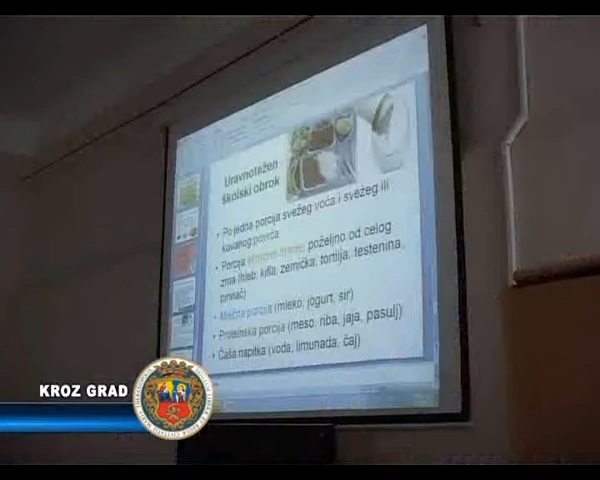 Uravnotežen
školski obrok
Po jedna porcija svežeg voća i svežeg ili
kuvanog povrća
Porcija poželjno od celog
zrna (hleb, kifla, zemička, tortilja, testenina,
pirinač)
Mlečna porcija (mleko, jogurt, sir)
Proteinska porcija (meso, riba, jaja, pasulj)
Čaša napitka (voda, limunada, čaj)
KROZ GRAD